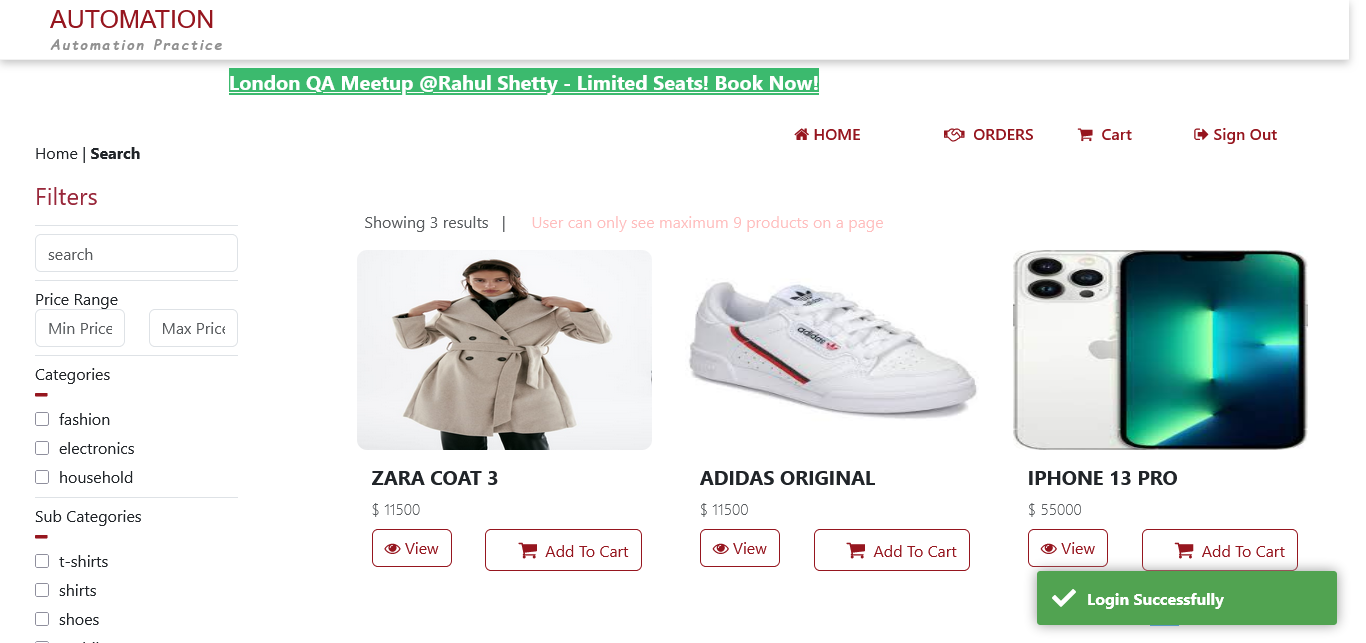 AUTOMATION
Automation Practice
London QA Meetup @Rahul Shetty - Limited Seats! Book Now!
HOME ORDERS Cart Sign Out
Home | Search
Filters
Showing 3 results | User can only see maximum 9 products on a page
search
Price Range
Min Price Max Price
Categories
fashion
electronics
household
Sub Categories
t-shirts
shirts
shoes
adidas
ZARA COAT 3
$ 11500
View Add To Cart
ADIDAS ORIGINAL
$ 11500
View Add To Cart
IPHONE 13 PRO
$ 55000
View Add To Cart
Login Successfully